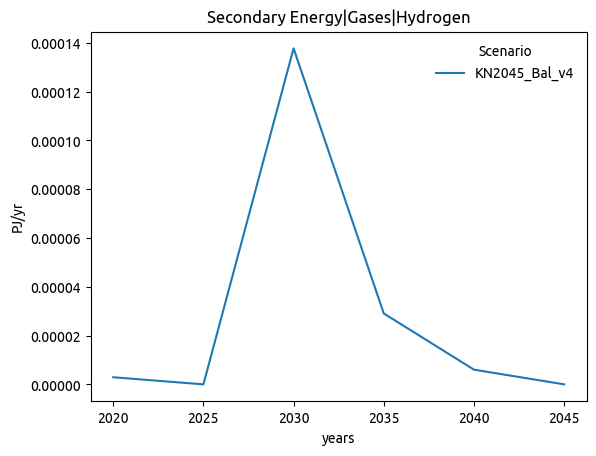 Secondary Energy|Gases|Hydrogen
Scenario
KN2045_Bal_v4
0.00014
0.00012
0.00010
0.00008
0.00006
0.00004
0.00002
0.00000
PJ/yr
2020 2025 2030 2035 2040 2045
years